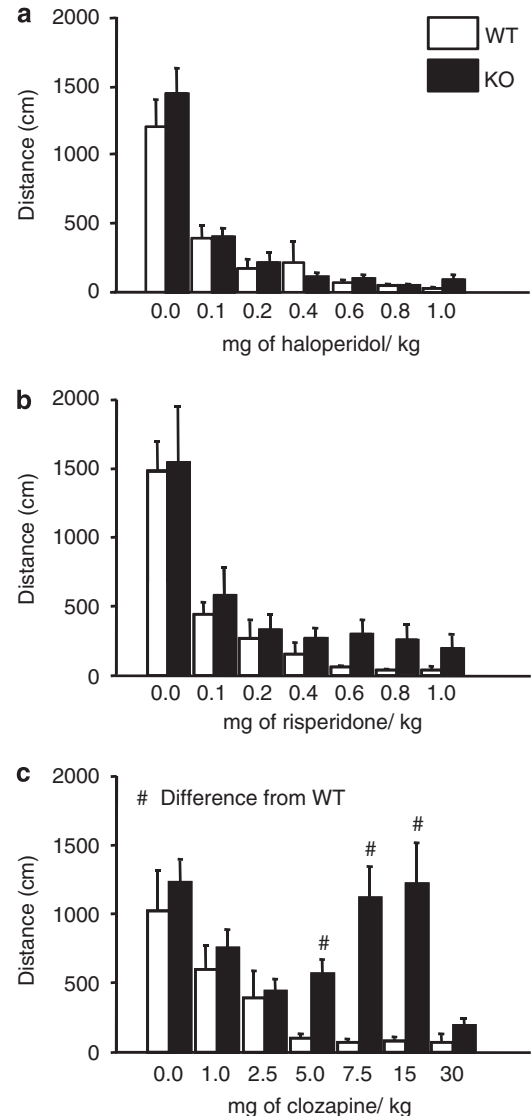 a
2000
1500
1000
500
0
Distance (cm)
WT
KO
0.0 0.1 0.2 0.4 0.6 0.8 1.0
mg of haloperidol/ kg
b
2000
1500
1000
500
0
Distance (cm)
0.0 0.1 0.2 0.4 0.6 0.8 1.0
mg of risperidone/ kg
c
2000
1500
1000
500
0
Distance (cm)
# Difference from WT
# # #
0.0 1.0 2.5 5.0 7.5 15 30
mg of clozapine/ kg